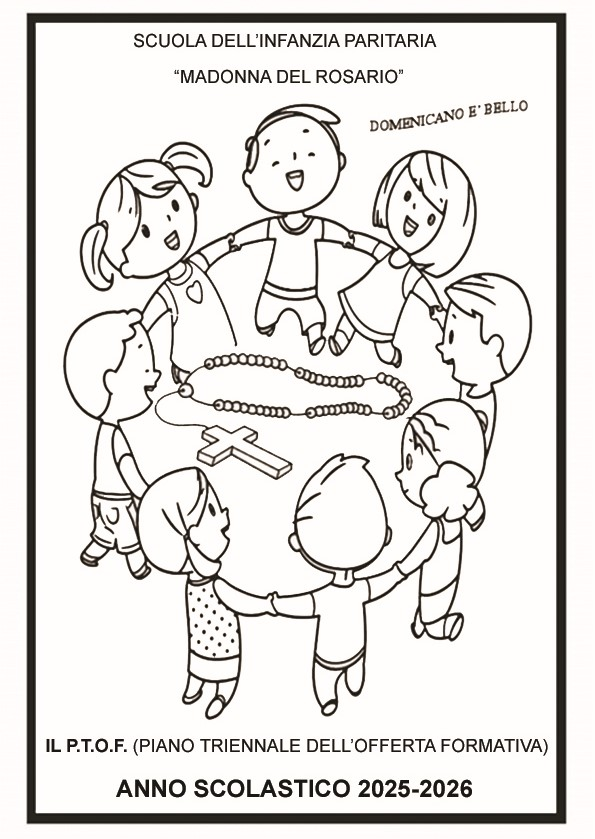 SCUOLA DELL'INFANZIA PARITARIA
“MADONNA DEL ROSARIO”
DOMENICANO E' BELLO
IL P.T.O.F. (PIANO TRIENNALE DELL'OFFERTA FORMATIVA)
ANNO SCOLASTICO 2025-2026